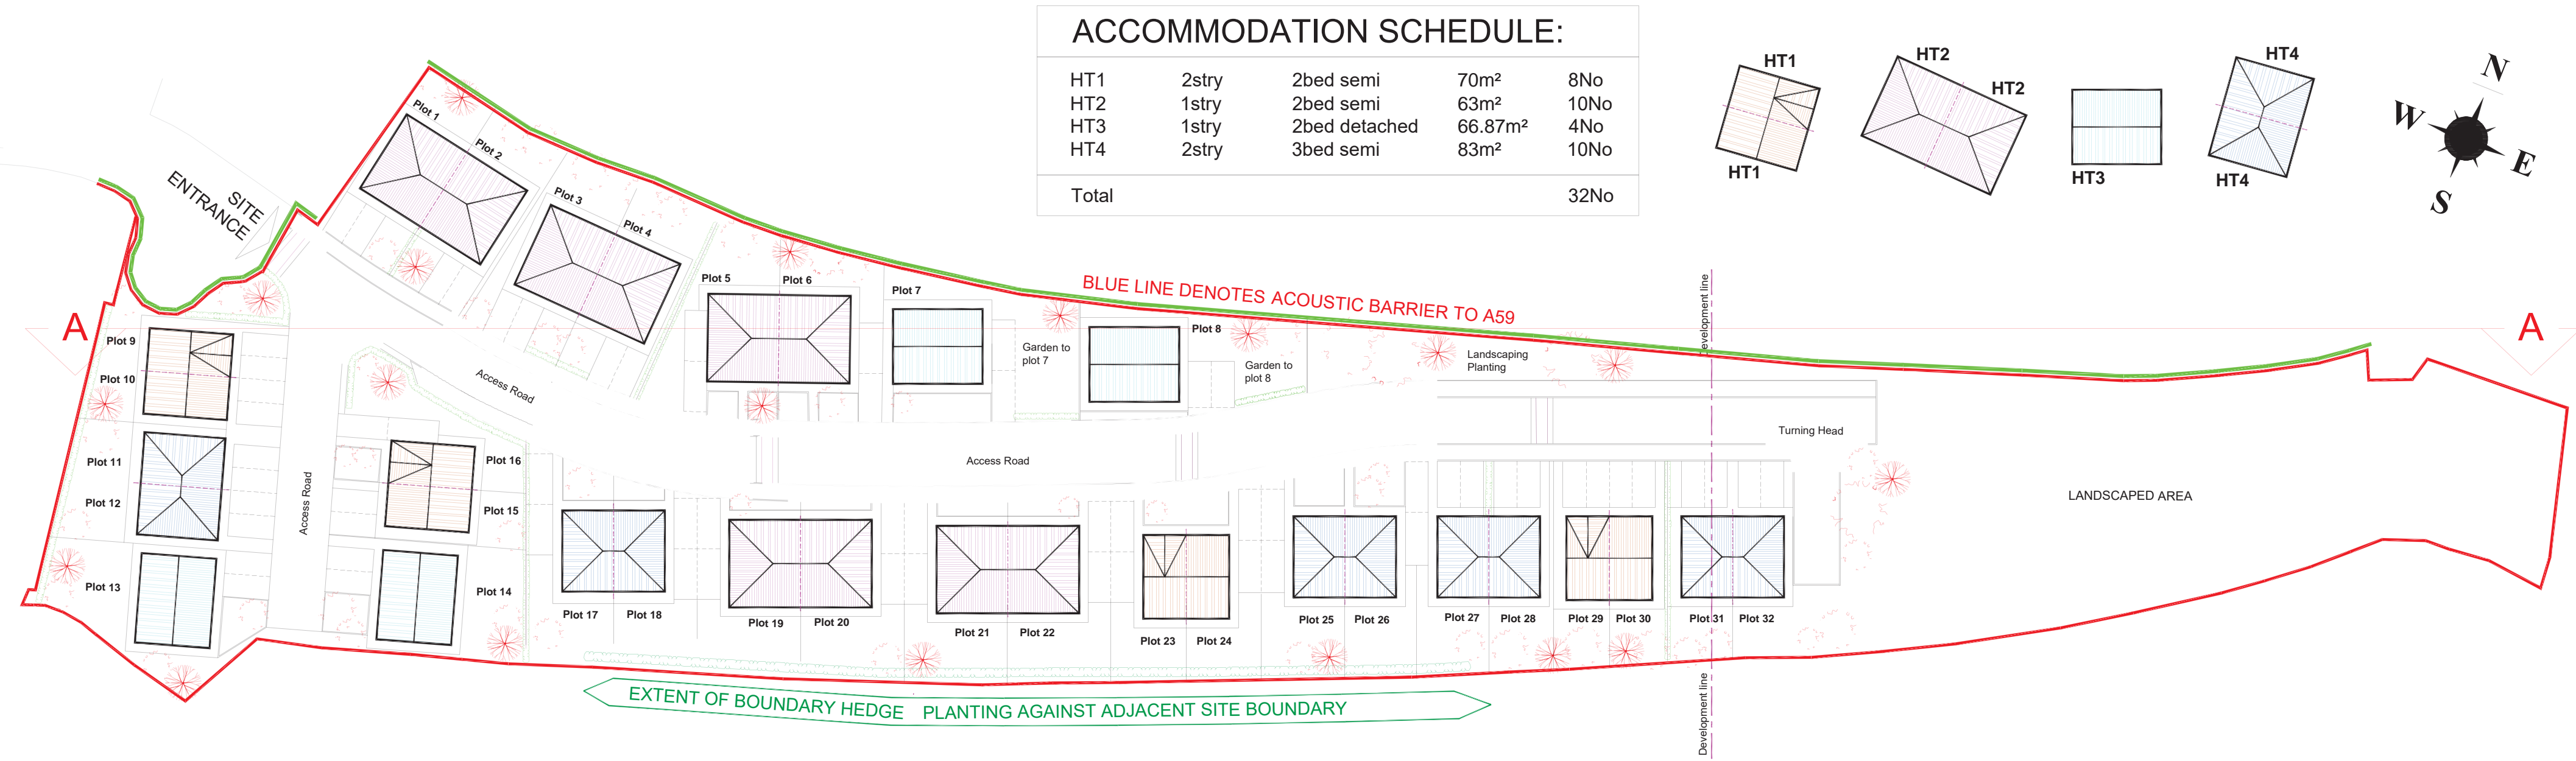 ACCOMMODATION SCHEDULE:
HT1 2stry 2bed semi 70m² 8No
HT2 1stry 2bed semi 63m² 10No
HT3 1stry 2bed detached 66.87m² 4No
HT4 2stry 3bed semi 83m² 10No
Total 32No
HT1
HT1
HT2
HT2
HT3
HT4
HT4
N
W
E
S
SITE
ENTRANCE
Plot 1
Plot 2
Plot 3
Plot 4
Plot 5
Plot 6
Plot 7
Garden to
plot 7
Plot 8
Garden to
plot 8
BLUE LINE DENOTES ACOUSTIC BARRIER TO A59
Landscaping
Planting
Development line
A
A
Plot 9
Plot 10
Plot 11
Plot 12
Plot 13
Access Road
Access Road
Access Road
Turning Head
LANDSCAPED AREA
Plot 16
Plot 15
Plot 14
Plot 17
Plot 18
Plot 19
Plot 20
Plot 21
Plot 22
Plot 23
Plot 24
Plot 25
Plot 26
Plot 27
Plot 28
Plot 29
Plot 30
Plot 31
Plot 32
Development line
EXTENT OF BOUNDARY HEDGE PLANTING AGAINST ADJACENT SITE BOUNDARY